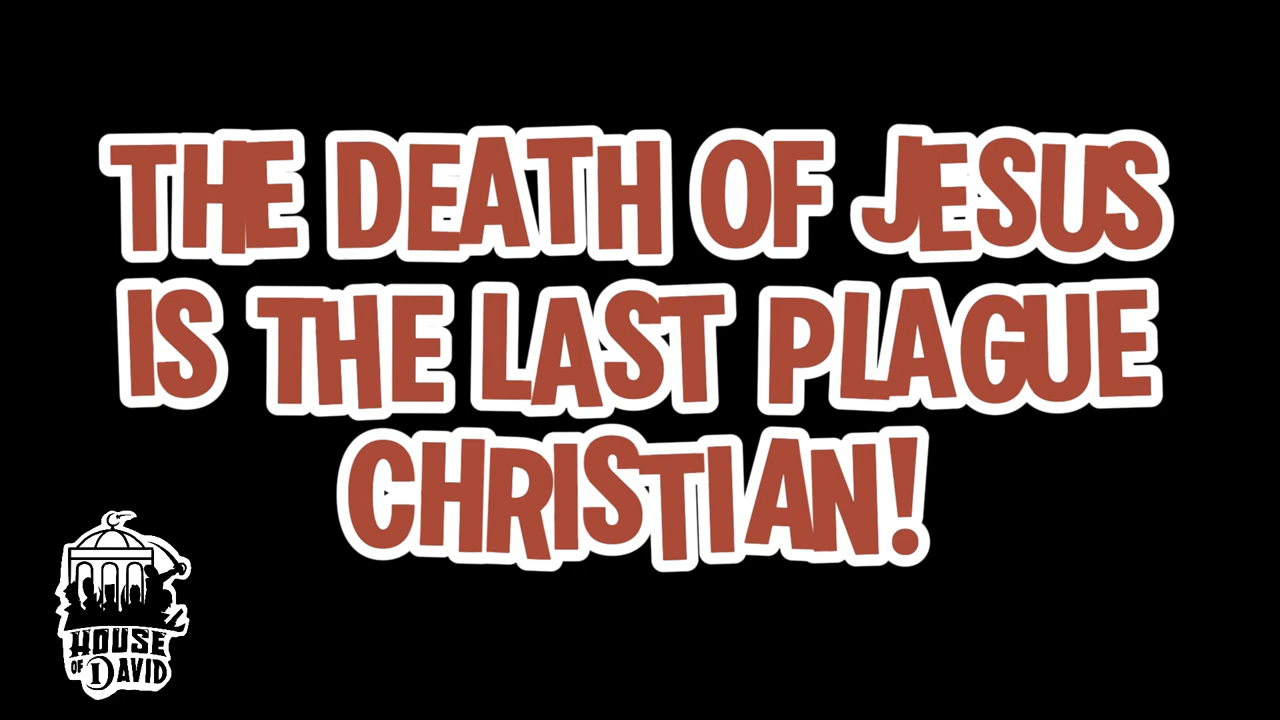 THE DEATH OF JESUS
IS THE LAST PLAGUE
CHRISTIAN!
HOUSE
OF DAVID